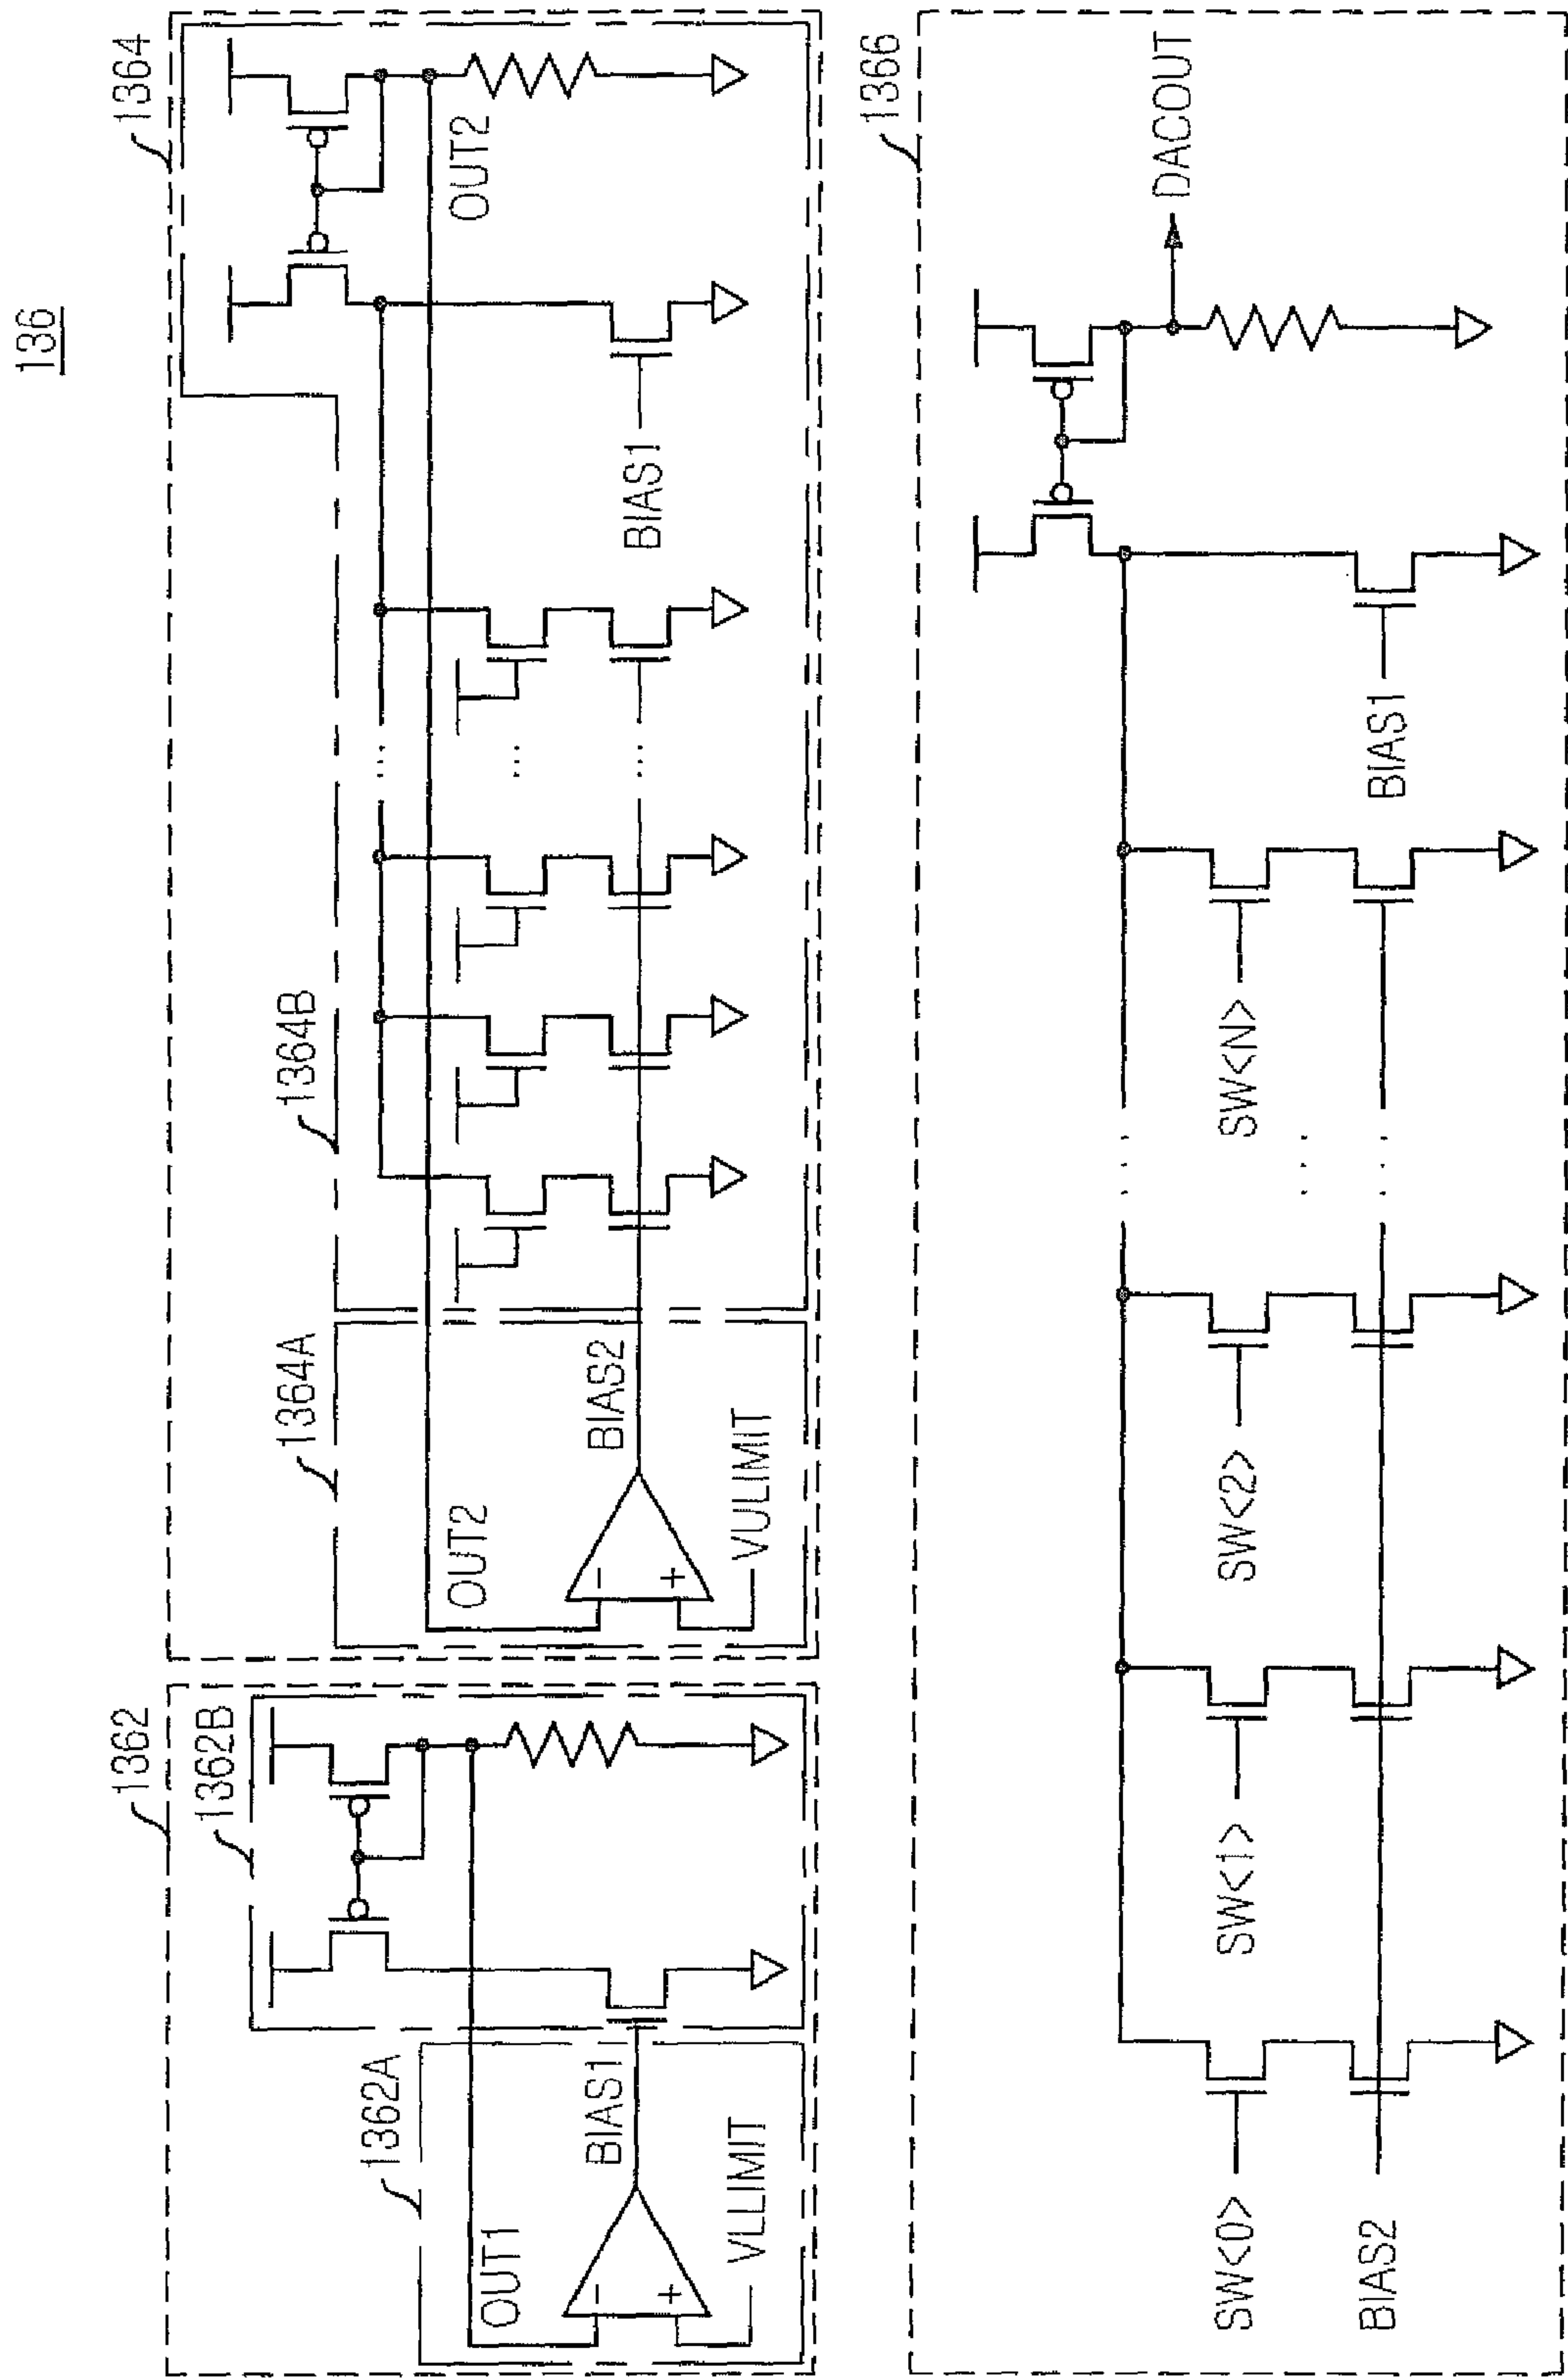 136
1362
1362B
1362A
OUT1
BIAS1
VLLIMIT
1364
1364B
1364A
OUT2
BIAS2
VULIMIT
BIAS1
OUT2
1366
SW<0>
SW<1>
SW<2>
SW<N>
BIAS2
BIAS1
DACOUT